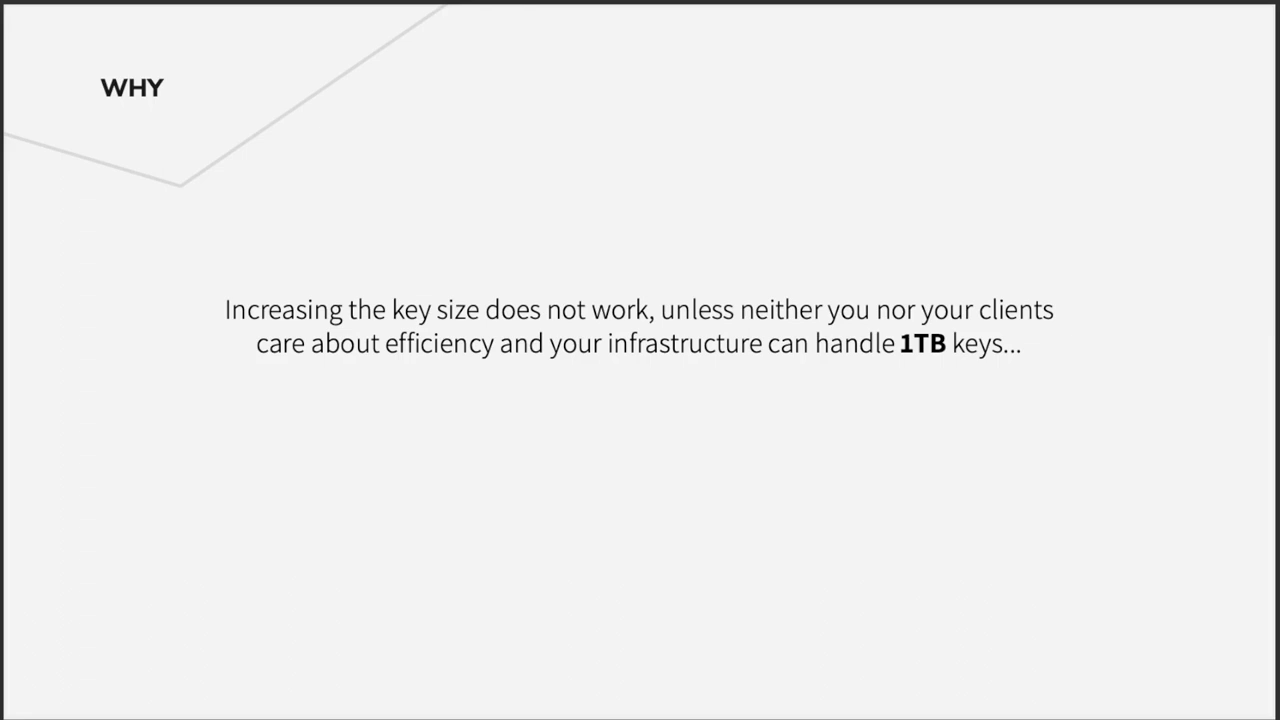 WHY
Increasing the key size does not work, unless neither you nor your clients
care about efficiency and your infrastructure can handle 1TB keys...